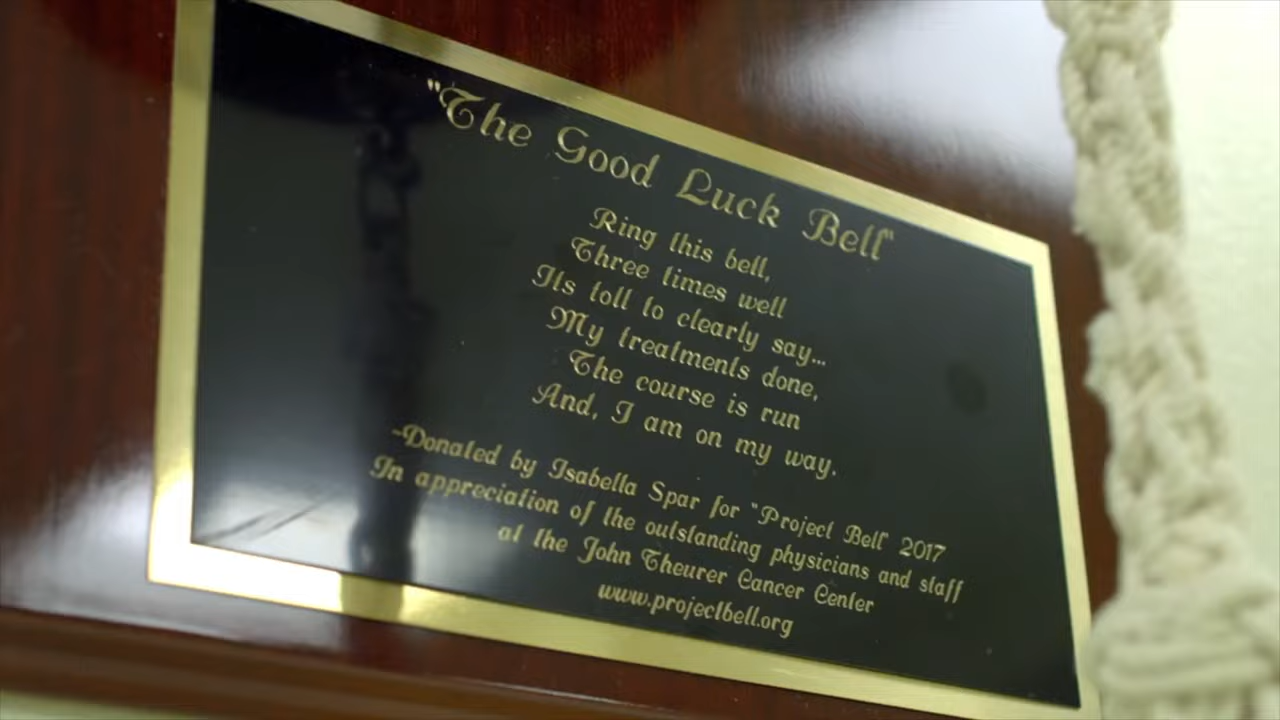 "The Good Luck Bell"
Ring this bell,
Three times well
Its toll to clearly say...
My treatments done,
The course is run
And, I am on my way.
~Donated by Isabella Spar for "Project Bell" 2017
In appreciation of the outstanding physicians and staff
at the John Theurer Cancer Center
www.projectbell.org